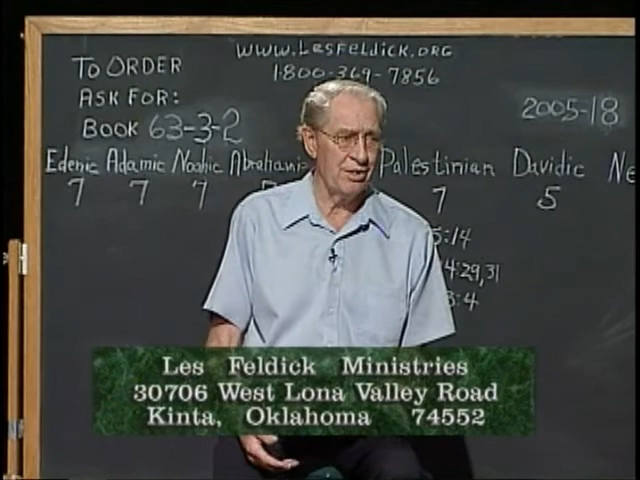 www.LesFeldick.org
To Order
1-800-369-7856
Ask For:
2005-18
Book 63-3-2
Edenic Adamic Noahic Abrahamic Palestinian Davidic Ne
7 7 7 7 5
5:14
4:29,31
3:4
Les Feldick Ministries
30706 West Lona Valley Road
Kinta, Oklahoma 74552